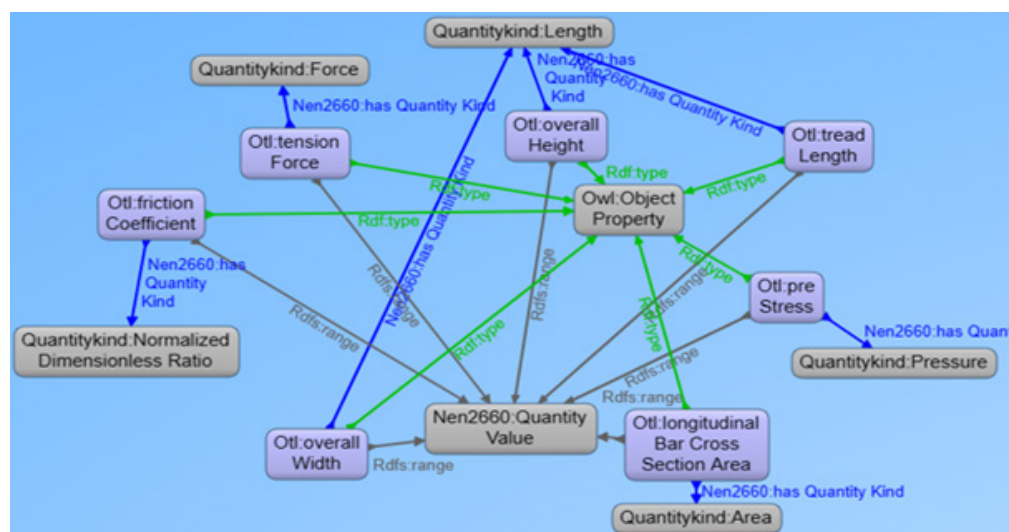 Quantitykind:Length
Nen2660:has
Quantity
Kind
Nen2660:has Quantity Kind
Quantitykind:Force
Nen2660:has Quantity Kind
Otl:overall
Height
Otl:tread
Length
Otl:tension
Force
Rdf:type
Rdf:type
Rdf:type
Owl:Object
Property
Otl:friction
Coefficient
Rdf:type
Nen2660:has Quantity Kind
Nen2660:has
Quantity
Kind
Rdf:type
Otl:pre
Stress
Rdfs:range
Rdfs:range
Rdfs:range
Rdfs:range
Quantitykind:Normalized
Dimensionless Ratio
Rdf:type
Rdf:type
Nen2660:has Quant
Quantitykind:Pressure
Rdfs:range
Rdfs:range
Nen2660:Quantity
Value
Otl:overall
Width
Rdfs:range
Otl:longitudinal
Bar Cross
Section Area
Nen2660:has Quantity Kind
Quantitykind:Area